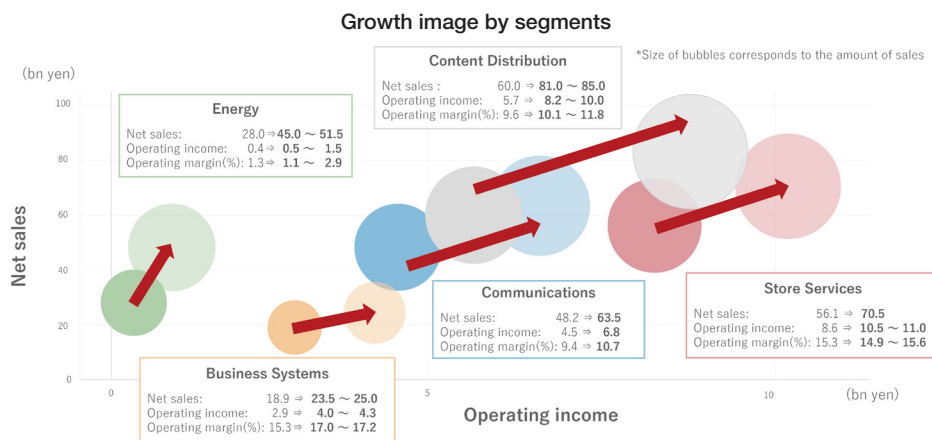 Growth image by segments
*Size of bubbles corresponds to the amount of sales
(bn yen)
Net sales
100
80
60
40
20
0
Energy
Net sales: 28.0⇒45.0 ～ 51.5
Operating income: 0.4⇒ 0.5 ～ 1.5
Operating margin(%): 1.3⇒ 1.1 ～ 2.9
Content Distribution
Net sales : 60.0⇒81.0 ～ 85.0
Operating income: 5.7⇒ 8.2 ～ 10.0
Operating margin(%): 9.6⇒ 10.1 ～ 11.8
Communications
Net sales: 48.2⇒ 63.5
Operating income: 4.5 ⇒ 6.8
Operating margin(%): 9.4⇒ 10.7
Store Services
Net sales: 56.1⇒ 70.5
Operating income: 8.6⇒ 10.5 ～ 11.0
Operating margin(%): 15.3⇒ 14.9 ～ 15.6
Business Systems
Net sales: 18.9 ⇒ 23.5 ～ 25.0
Operating income: 2.9 ⇒ 4.0 ～ 4.3
Operating margin(%): 15.3⇒ 17.0 ～ 17.2
0
5
10
(bn yen)
Operating income